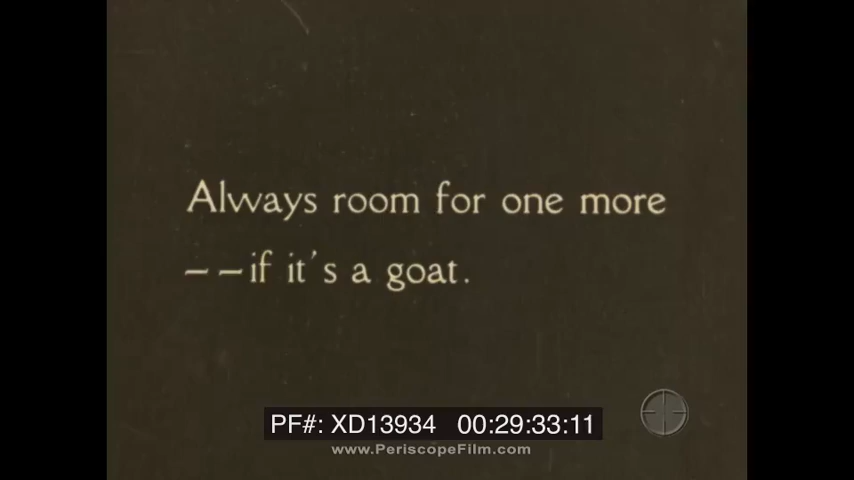 Always room for one more
– – if it's a goat.
PF#: XD13934 00:29:33:11
www.PeriscopeFilm.com